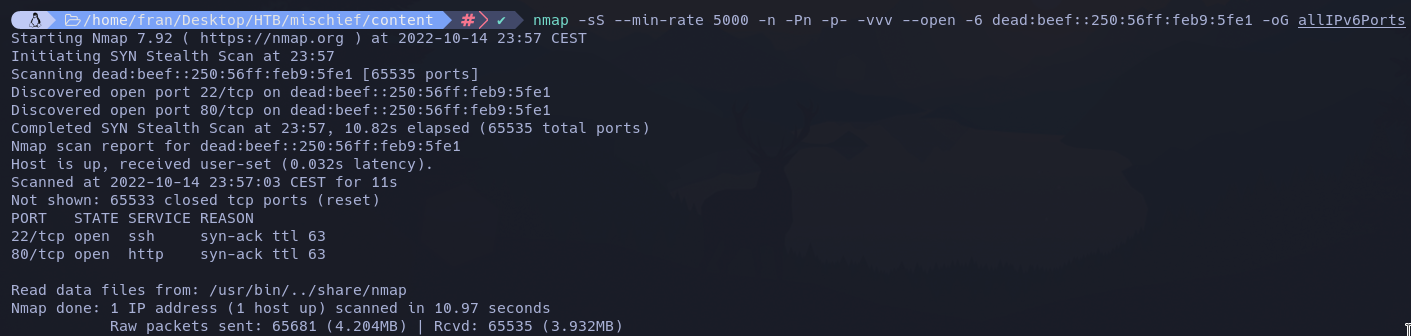 /home/fran/Desktop/HTB/mischief/content # ✔ nmap -sS --min-rate 5000 -n -Pn -p- -vvv --open -6 dead:beef::250:56ff:feb9:5fe1 -oG allIPv6Ports
Starting Nmap 7.92 ( https://nmap.org ) at 2022-10-14 23:57 CEST
Initiating SYN Stealth Scan at 23:57
Scanning dead:beef::250:56ff:feb9:5fe1 [65535 ports]
Discovered open port 22/tcp on dead:beef::250:56ff:feb9:5fe1
Discovered open port 80/tcp on dead:beef::250:56ff:feb9:5fe1
Completed SYN Stealth Scan at 23:57, 10.82s elapsed (65535 total ports)
Nmap scan report for dead:beef::250:56ff:feb9:5fe1
Host is up, received user-set (0.032s latency).
Scanned at 2022-10-14 23:57:03 CEST for 11s
Not shown: 65533 closed tcp ports (reset)
PORT   STATE SERVICE REASON
22/tcp open  ssh     syn-ack ttl 63
80/tcp open  http    syn-ack ttl 63
Read data files from: /usr/bin/../share/nmap
Nmap done: 1 IP address (1 host up) scanned in 10.97 seconds
           Raw packets sent: 65681 (4.204MB) | Rcvd: 65535 (3.932MB)